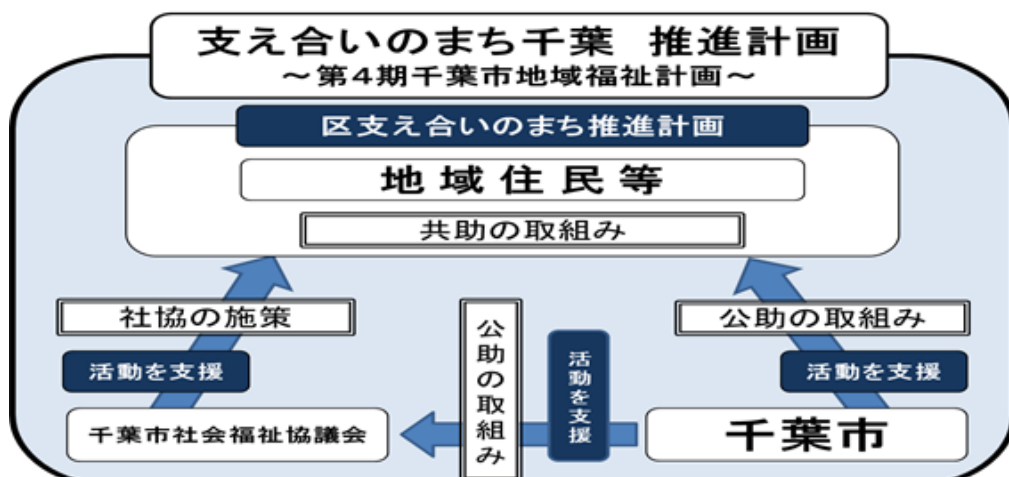 支え合いのまち千葉 推進計画
～第4期千葉市地域福祉計画～
区支え合いのまち推進計画
地域住民等
共助の取組み
社協の施策
活動を支援
公助の取組み
活動を支援
公助の取組み
活動を支援
千葉市社会福祉協議会
千葉市